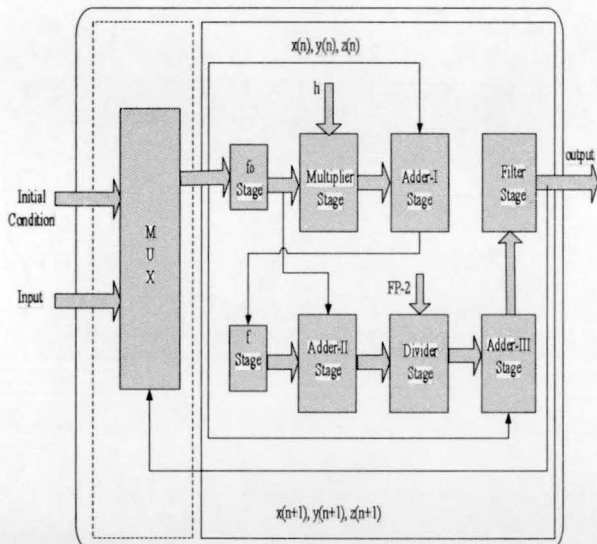 x(n), y(n), z(n)
h
fo
Stage
Multiplier
Stage
Adder-I
Stage
Filter
Stage
output
Initial
Condition
M
U
X
Input
FP-2
f
Stage
Adder-II
Stage
Divider
Stage
Adder-III
Stage
x(n+1), y(n+1), z(n+1)